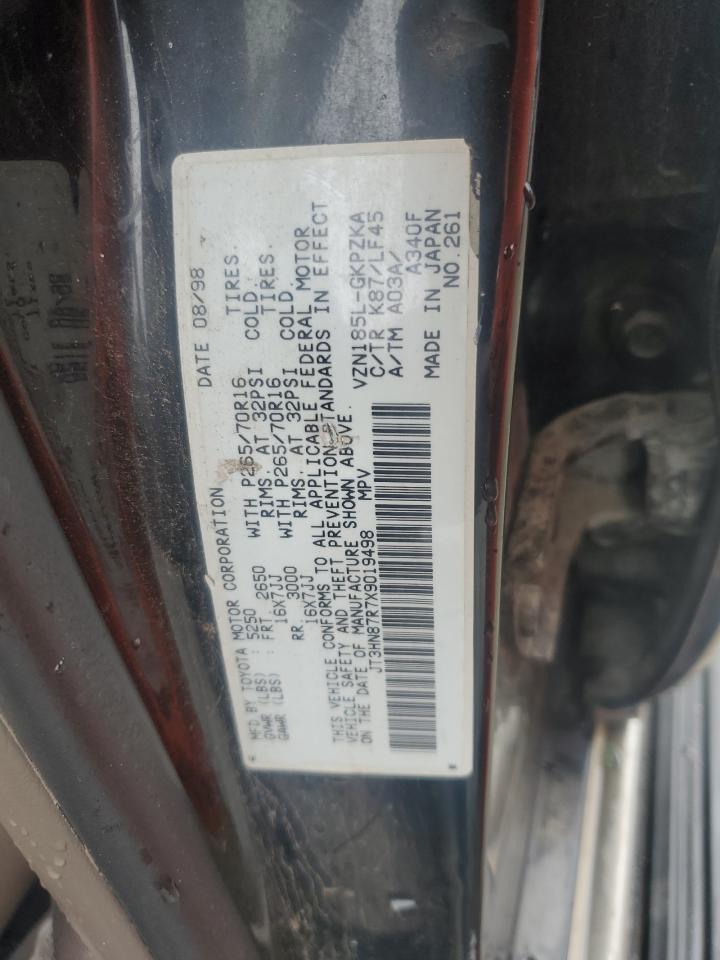 MFD BY TOYOTA MOTOR CORPORATION DATE 08/98
GVWR (LBS) : 5250
GAWR (LBS) : FRT. 2650 WITH P265/70R16 TIRES.
16X7JJ RIMS. AT 32PSI COLD.
RR. 3000 WITH P265/70R16 TIRES.
16X7JJ RIMS. AT 32PSI COLD.
THIS VEHICLE CONFORMS TO ALL APPLICABLE FEDERAL MOTOR
VEHICLE SAFETY AND THEFT PREVENTION STANDARDS IN EFFECT
ON THE DATE OF MANUFACTURE SHOWN ABOVE.
JT3HN87R7X9019498 MPV
VZN185L-GKPZKA
C/TR K87/LF45
A/TM A03A/
A340F
MADE IN JAPAN
NO.261